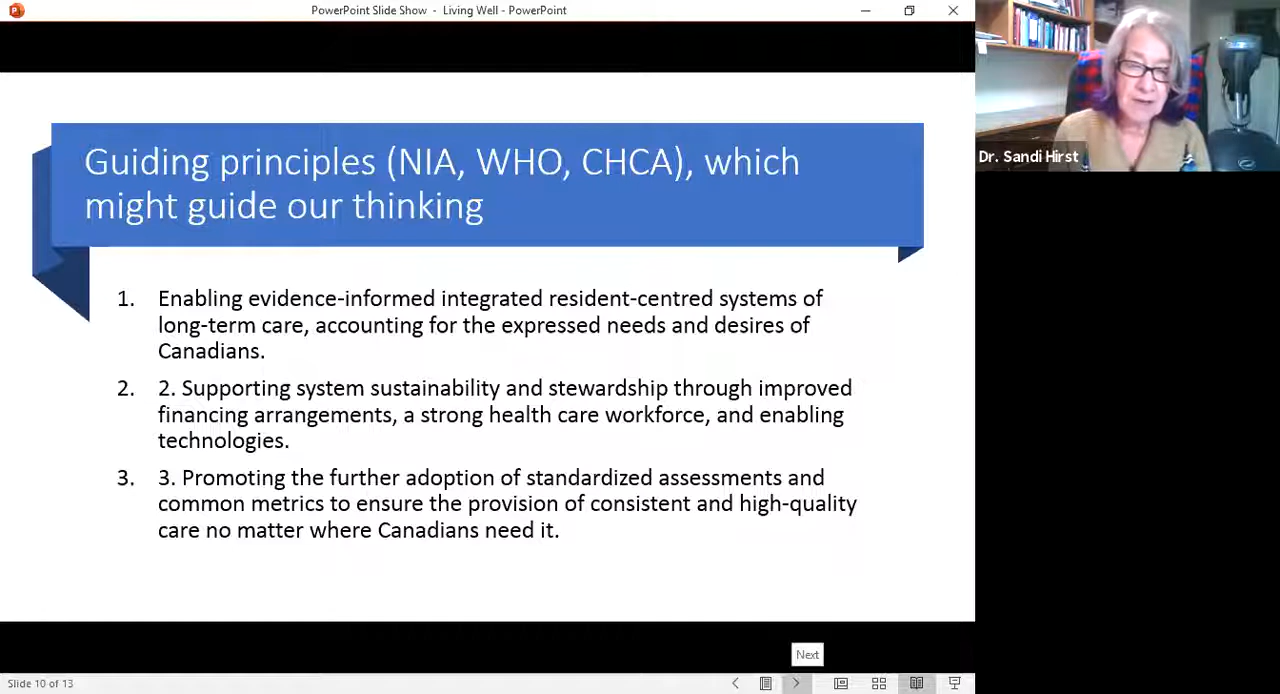 PowerPoint Slide Show - Living Well - PowerPoint
Dr. Sandi Hirst
Guiding principles (NIA, WHO, CHCA), which
might guide our thinking
1. Enabling evidence-informed integrated resident-centred systems of
long-term care, accounting for the expressed needs and desires of
Canadians.
2. 2. Supporting system sustainability and stewardship through improved
financing arrangements, a strong health care workforce, and enabling
technologies.
3. 3. Promoting the further adoption of standardized assessments and
common metrics to ensure the provision of consistent and high-quality
care no matter where Canadians need it.
Next
Slide 10 of 13